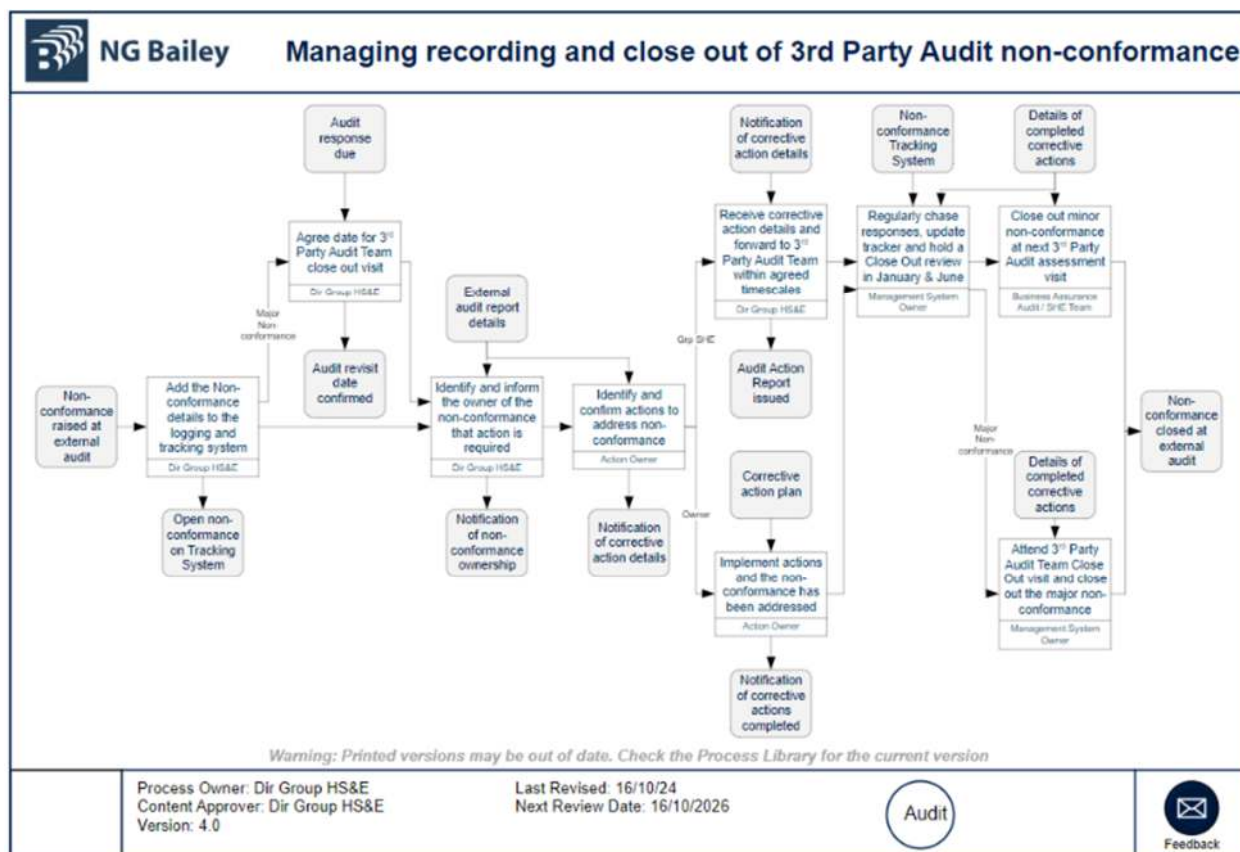 NG Bailey
Managing recording and close out of 3rd Party Audit non-conformance
Audit
response
due
Notification
of corrective
action details
Non-
conformance
Tracking
System
Details of
completed
corrective
actions
Agree date for 3rd
Party Audit Team
close out visit
Dir Group HS&E
Receive corrective
action details and
forward to 3rd
Party Audit Team
within agreed
timescales
Dir Group HS&E
Regularly chase
responses, update
tracker and hold a
Close Out review
in January & June
Management System
Owner
Close out minor
non-conformance
at next 3rd Party
Audit assessment
visit
Business Assurance
Audit / SHE Team
External
audit report
details
Major
Non-
conformance
Grp SHE
Audit revisit
date
confirmed
Audit Action
Report
issued
Non-
conformance
raised at
external
audit
Add the Non-
conformance
details to the
logging and
tracking system
Dir Group HS&E
Identify and inform
the owner of the
non-conformance
that action is
required
Dir Group HS&E
Identify and
confirm actions to
address non-
conformance
Action Owner
Non-
conformance
closed at
external
audit
Major
Non-
conformance
Corrective
action plan
Details of
completed
corrective
actions
Owner
Open non-
conformance
on Tracking
System
Notification
of non-
conformance
ownership
Notification
of corrective
action details
Implement actions
and the non-
conformance has
been addressed
Action Owner
Attend 3rd Party
Audit Team Close
Out visit and close
out the major non-
conformance
Management System
Owner
Notification
of corrective
actions
completed
Warning: Printed versions may be out of date. Check the Process Library for the current version
Process Owner: Dir Group HS&E
Content Approver: Dir Group HS&E
Version: 4.0
Last Revised: 16/10/24
Next Review Date: 16/10/2026
Audit
Feedback